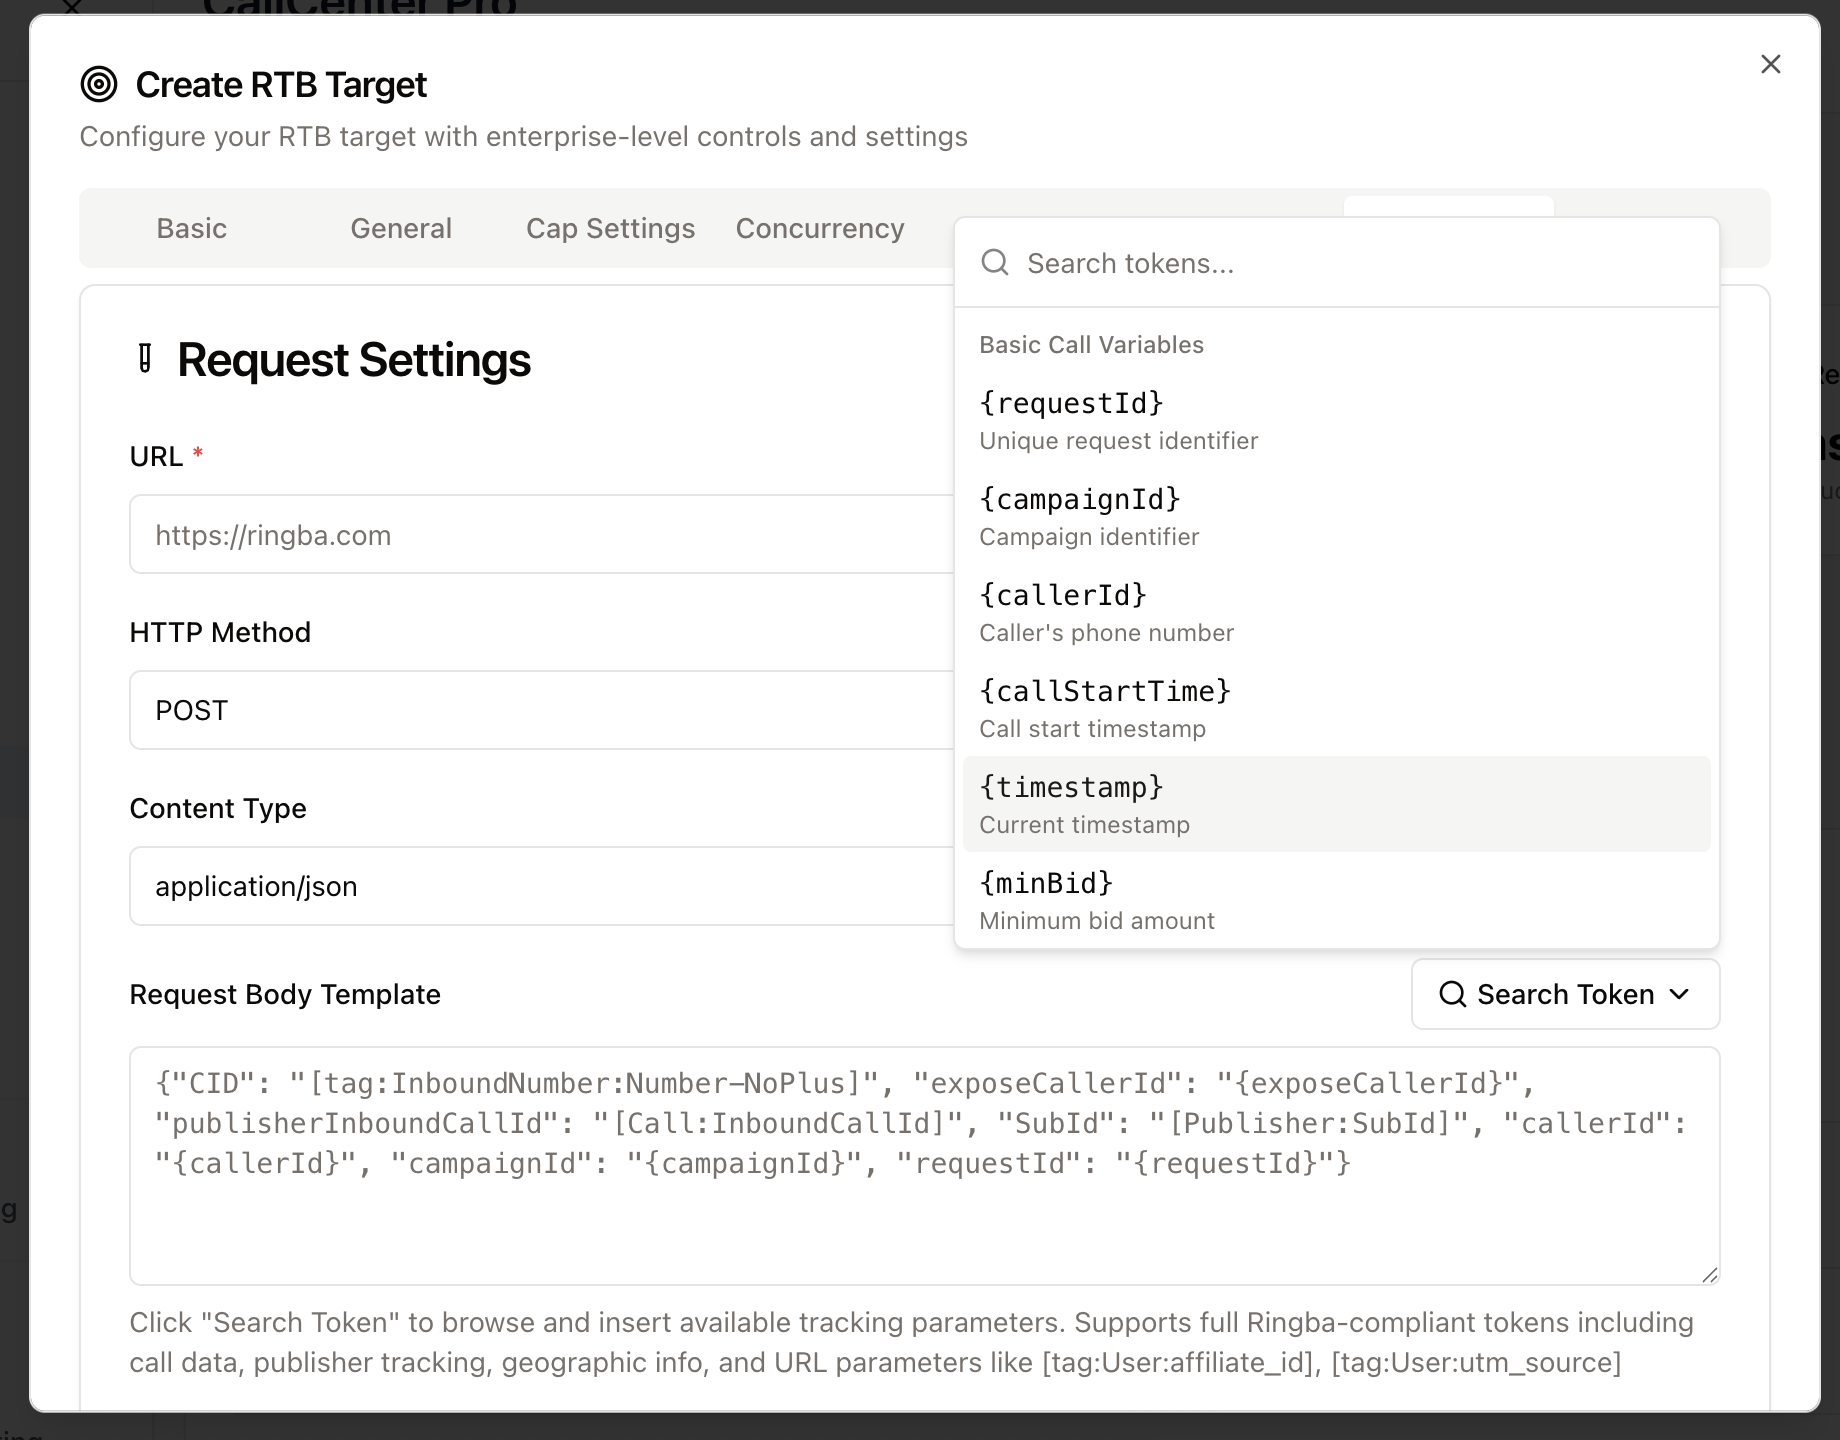 CallCenter Pro
Create RTB Target
Configure your RTB target with enterprise-level controls and settings
Basic General Cap Settings Concurrency
Search tokens...
Basic Call Variables
{requestId}
Unique request identifier
{campaignId}
Campaign identifier
{callerId}
Caller's phone number
{callStartTime}
Call start timestamp
{timestamp}
Current timestamp
{minBid}
Minimum bid amount
Request Settings
URL *
https://ringba.com
HTTP Method
POST
Content Type
application/json
Request Body Template
Search Token
{"CID": "[tag:InboundNumber:Number-NoPlus]", "exposeCallerId": "{exposeCallerId}",
"publisherInboundCallId": "[Call:InboundCallId]", "SubId": "[Publisher:SubId]", "callerId":
"{callerId}", "campaignId": "{campaignId}", "requestId": "{requestId}"}
Click "Search Token" to browse and insert available tracking parameters. Supports full Ringba-compliant tokens including
call data, publisher tracking, geographic info, and URL parameters like [tag:User:affiliate_id], [tag:User:utm_source]